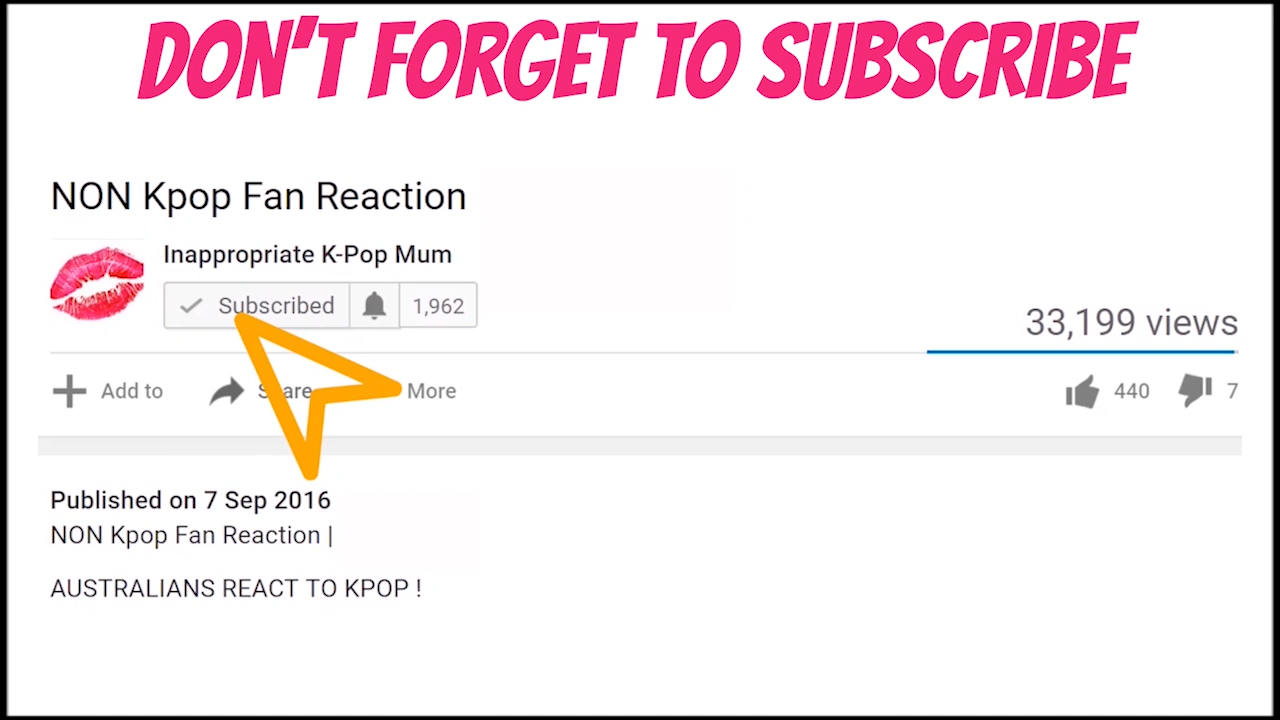 DON'T FORGET TO SUBSCRIBE
NON Kpop Fan Reaction
Inappropriate K-Pop Mum
Subscribed 1,962
33,199 views
Add to Share More 440 7
Published on 7 Sep 2016
NON Kpop Fan Reaction |
AUSTRALIANS REACT TO KPOP !